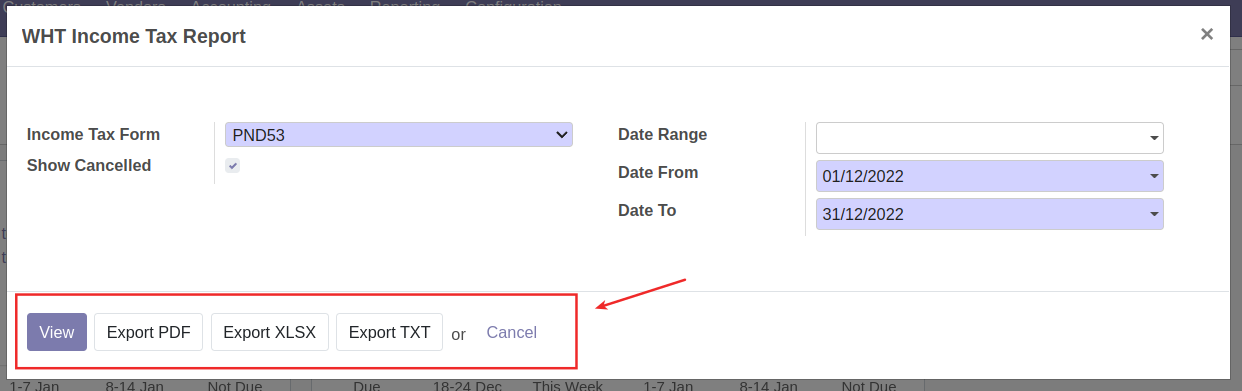 Customers Vendors Accounting Assets Reporting Configuration
WHT Income Tax Report ×
Income Tax Form PND53 Date Range
Show Cancelled Date From 01/12/2022
Date To 31/12/2022
View Export PDF Export XLSX Export TXT or Cancel
1-7 Jan 8-14 Jan Not Due Due 18-24 Dec This Week 1-7 Jan 8-14 Jan Not Due